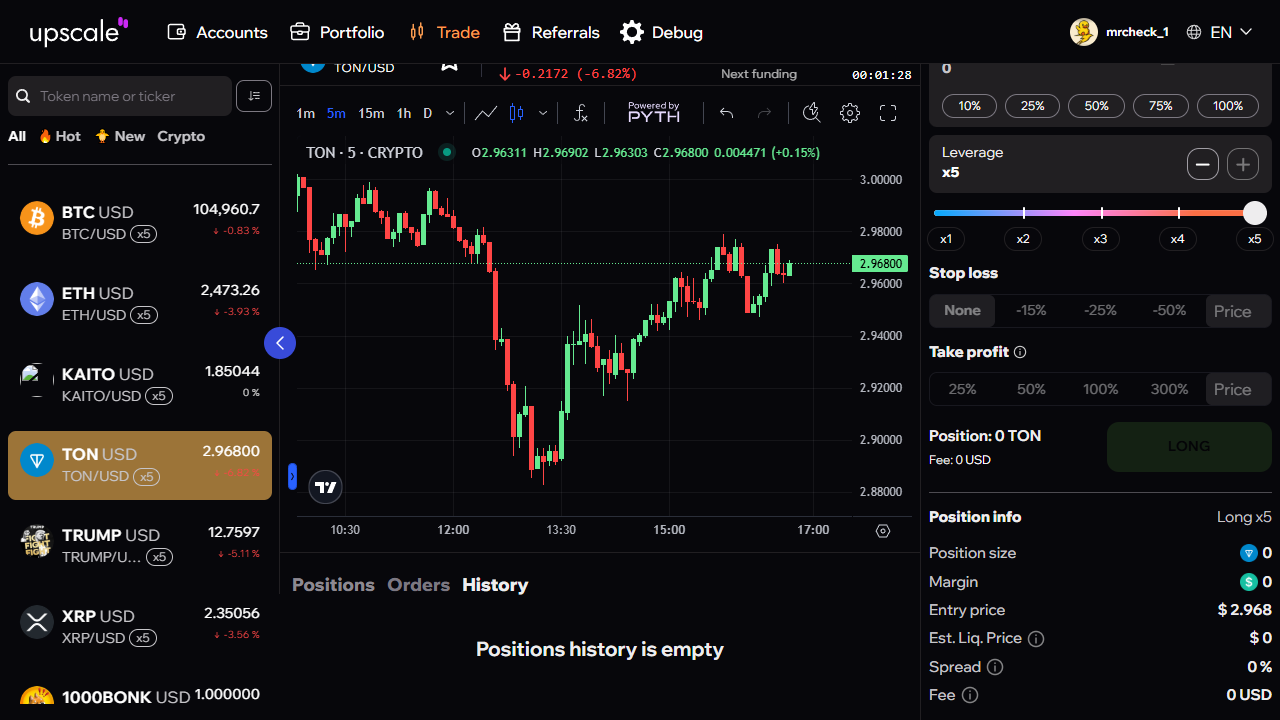 upscale
Accounts
Portfolio
Trade
Referrals
Debug
mrcheck_1
EN
Token name or ticker
All
Hot
New
Crypto
BTC USD
BTC/USD x5
104,960.7
-0.83 %
ETH USD
ETH/USD x5
2,473.26
-3.93 %
KAITO USD
KAITO/USD x5
1.85044
0 %
TON USD
TON/USD x5
2.96800
TRUMP USD
TRUMP/U... x5
12.7597
-5.11 %
XRP USD
XRP/USD x5
2.35056
-3.56 %
1000BONK USD
1.000000
TON/USD
-0.2172 (-6.82%)
Next funding
00:01:28
1m
5m
15m
1h
D
Powered by
PYTH
TON · 5 · CRYPTO
O2.96311 H2.96902 L2.96303 C2.96800 0.004471 (+0.15%)
3.00000
2.98000
2.96800
2.96000
2.94000
2.92000
2.90000
2.88000
10:30
12:00
13:30
15:00
17:00
Positions
Orders
History
Positions history is empty
0
10%
25%
50%
75%
100%
Leverage
x5
x1
x2
x3
x4
x5
Stop loss
None
-15%
-25%
-50%
Price
Take profit
25%
50%
100%
300%
Price
Position: 0 TON
Fee: 0 USD
LONG
Position info
Long x5
Position size
0
Margin
0
Entry price
$ 2.968
Est. Liq. Price
$ 0
Spread
0 %
Fee
0 USD